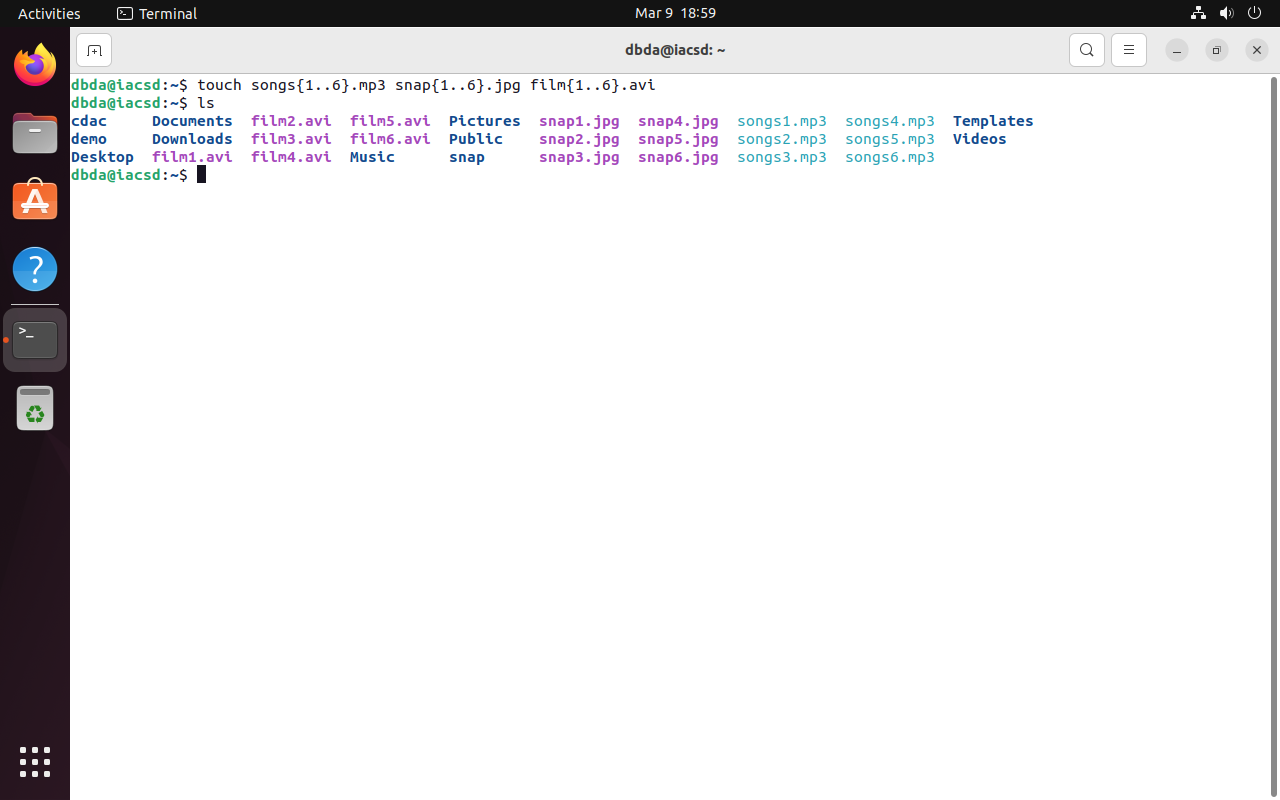 Activities Terminal Mar 9 18:59
dbda@iacsd: ~
dbda@iacsd:~$ touch songs{1..6}.mp3 snap{1..6}.jpg film{1..6}.avi
dbda@iacsd:~$ ls
cdac Documents film2.avi film5.avi Pictures snap1.jpg snap4.jpg songs1.mp3 songs4.mp3 Templates
demo Downloads film3.avi film6.avi Public snap2.jpg snap5.jpg songs2.mp3 songs5.mp3 Videos
Desktop film1.avi film4.avi Music snap snap3.jpg snap6.jpg songs3.mp3 songs6.mp3
dbda@iacsd:~$